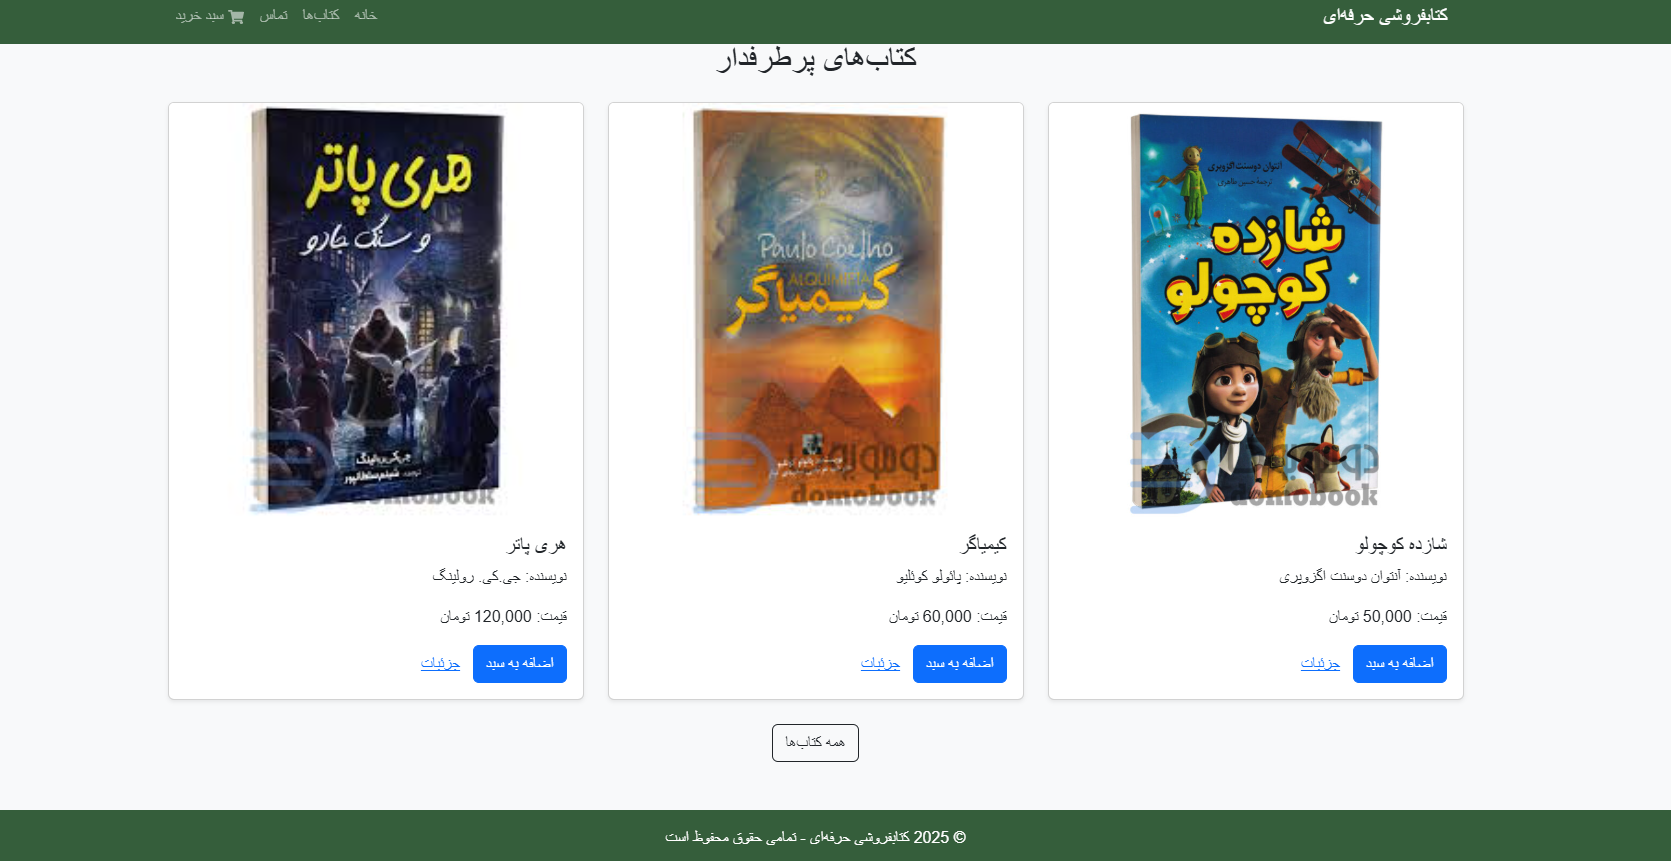 کتابفروشی حرفه‌ای
خانه
کتاب‌ها
تماس
سبد خرید
کتاب‌های پرطرفدار
آنتوان دوسنت اگزوپری
ترجمهٔ حسین طاهری
شازده
کوچولو
دوموبوک
demobook
شازده کوچولو
نویسنده: آنتوان دوسنت اگزوپری
قیمت: 50,000 تومان
اضافه به سبد
جزئیات
Paulo Coelho
ALQUIMISTA
کیمیاگر
demobook
کیمیاگر
نویسنده: پائولو کوئلیو
قیمت: 60,000 تومان
اضافه به سبد
جزئیات
هری پاتر
و سنگ جادو
جی.کی.رولینگ
demobook
هری پاتر
نویسنده: جی.کی. رولینگ
قیمت: 120,000 تومان
اضافه به سبد
جزئیات
همه کتاب‌ها
© 2025 کتابفروشی حرفه‌ای - تمامی حقوق محفوظ است